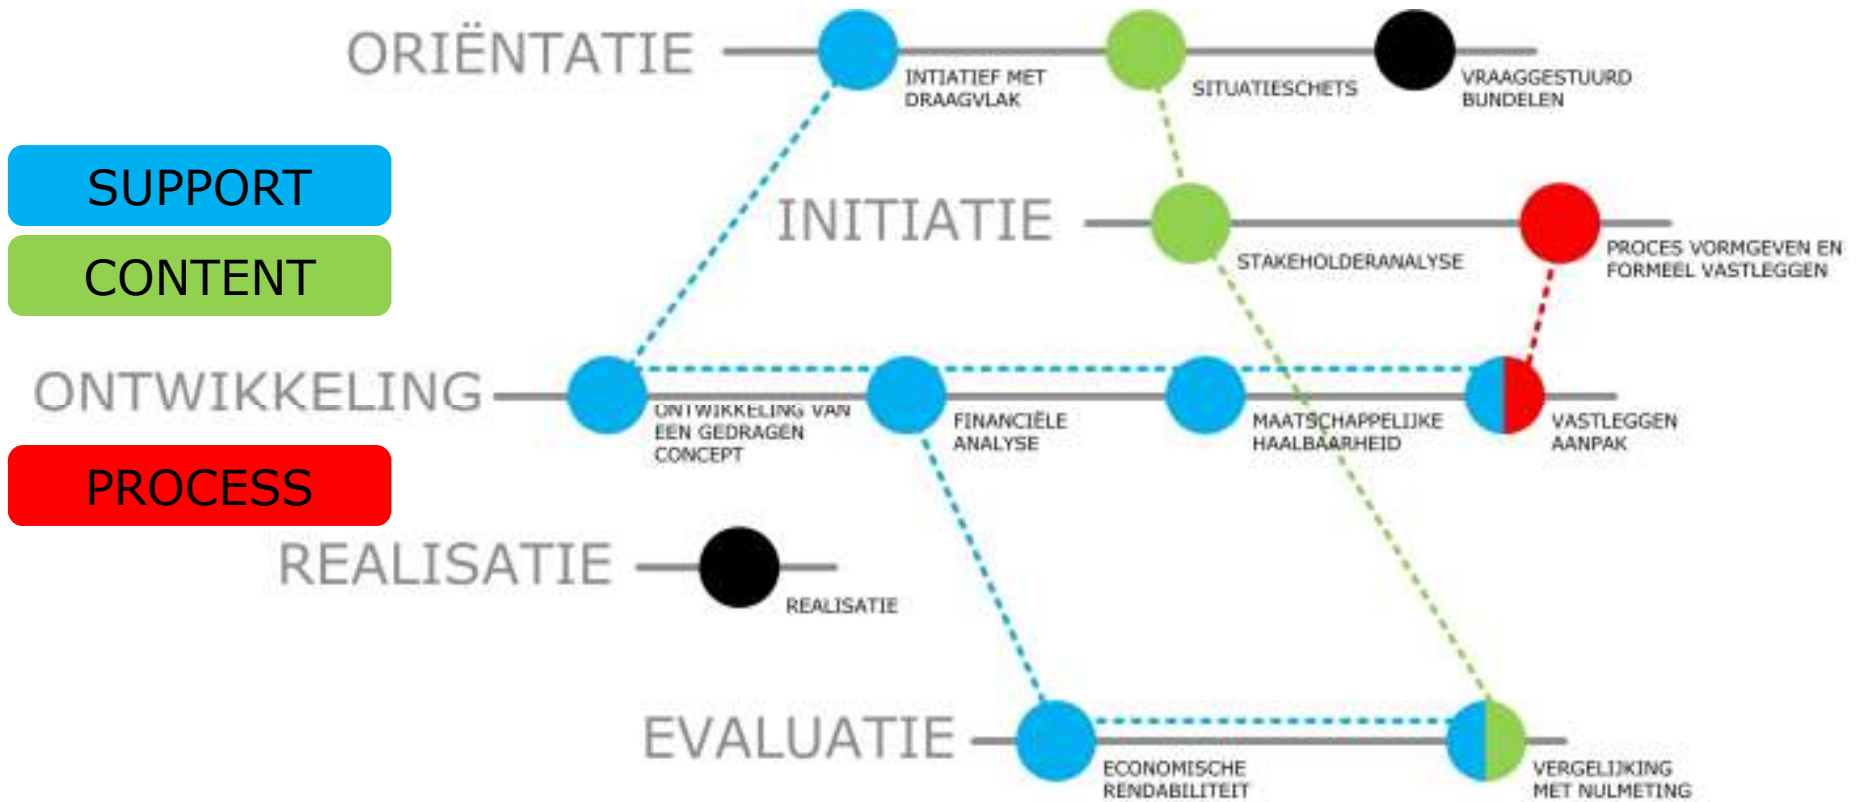 ORIËNTATIE
INTIATIEF MET
DRAAGVLAK
SITUATIESCHETS
VRAAGGESTUURD
BUNDELEN
SUPPORT
CONTENT
INITIATIE
STAKEHOLDERANALYSE
PROCES VORMGEVEN EN
FORMEEL VASTLEGGEN
ONTWIKKELING
ONTWIKKELING VAN
EEN GEDRAGEN
CONCEPT
FINANCIËLE
ANALYSE
MAATSCHAPPELIJKE
HAALBAARHEID
VASTLEGGEN
AANPAK
PROCESS
REALISATIE
REALISATIE
EVALUATIE
ECONOMISCHE
RENDABILITEIT
VERGELIJKING
MET NULMETING